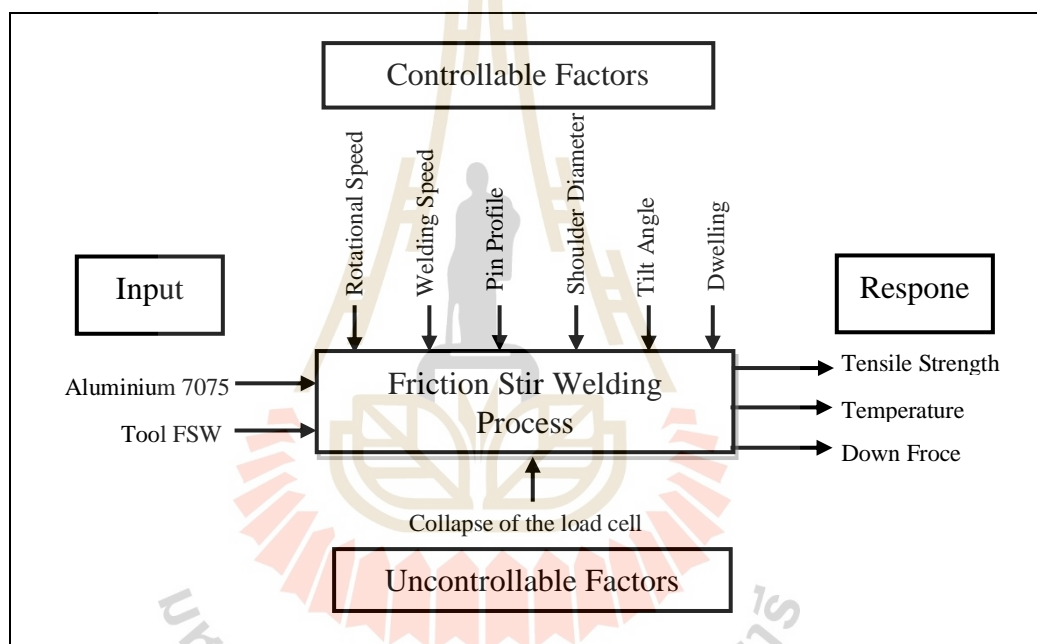 Controllable Factors
Rotational Speed
Welding Speed
Pin Profile
Shoulder Diameter
Tilt Angle
Dwelling
Input
Respone
Aluminium 7075
Tool FSW
Friction Stir Welding
Process
Tensile Strength
Temperature
Down Froce
Collapse of the load cell
Uncontrollable Factors